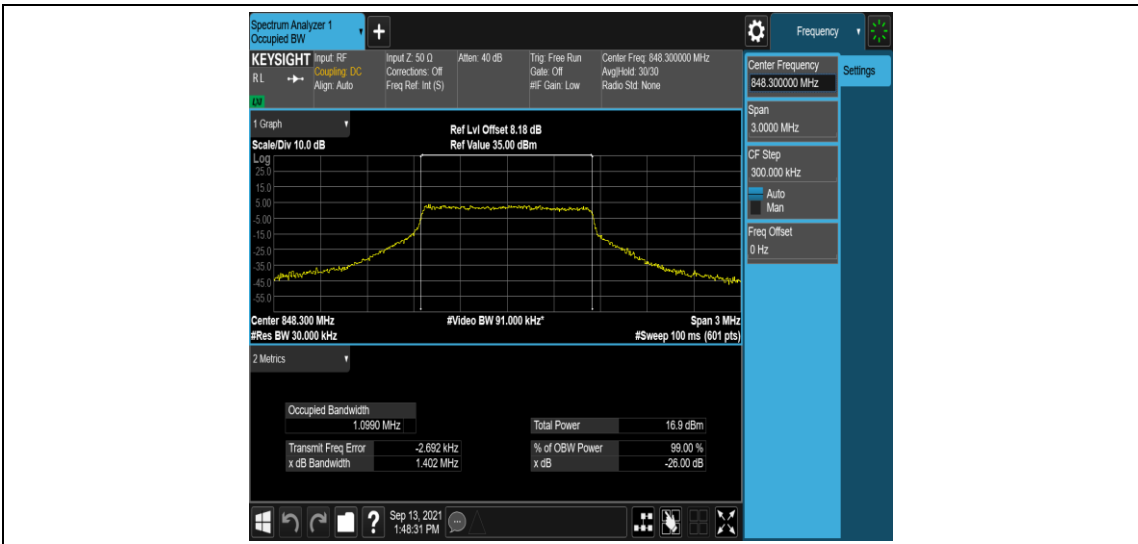 Spectrum Analyzer 1
Occupied BW
+
Frequency
KEYSIGHT Input: RF Input Z: 50 Ω Atten: 40 dB Trig: Free Run Center Freq: 848.300000 MHz
RL Coupling: DC Corrections: Off Gate: Off Avg|Hold: 30/30
Align: Auto Freq Ref: Int (S) #IF Gain: Low Radio Std: None
LXI
Center Frequency
848.300000 MHz
Settings
Span
3.0000 MHz
CF Step
300.000 kHz
Auto
Man
Freq Offset
0 Hz
1 Graph
Ref Lvl Offset 8.18 dB
Scale/Div 10.0 dB Ref Value 35.00 dBm
Log
25.0
15.0
5.00
-5.00
-15.0
-25.0
-35.0
-45.0
-55.0
Center 848.300 MHz #Video BW 91.000 kHz* Span 3 MHz
#Res BW 30.000 kHz #Sweep 100 ms (601 pts)
2 Metrics
Occupied Bandwidth
1.0990 MHz
Total Power 16.9 dBm
Transmit Freq Error -2.692 kHz % of OBW Power 99.00 %
x dB Bandwidth 1.402 MHz x dB -26.00 dB
? Sep 13, 2021
1:48:31 PM